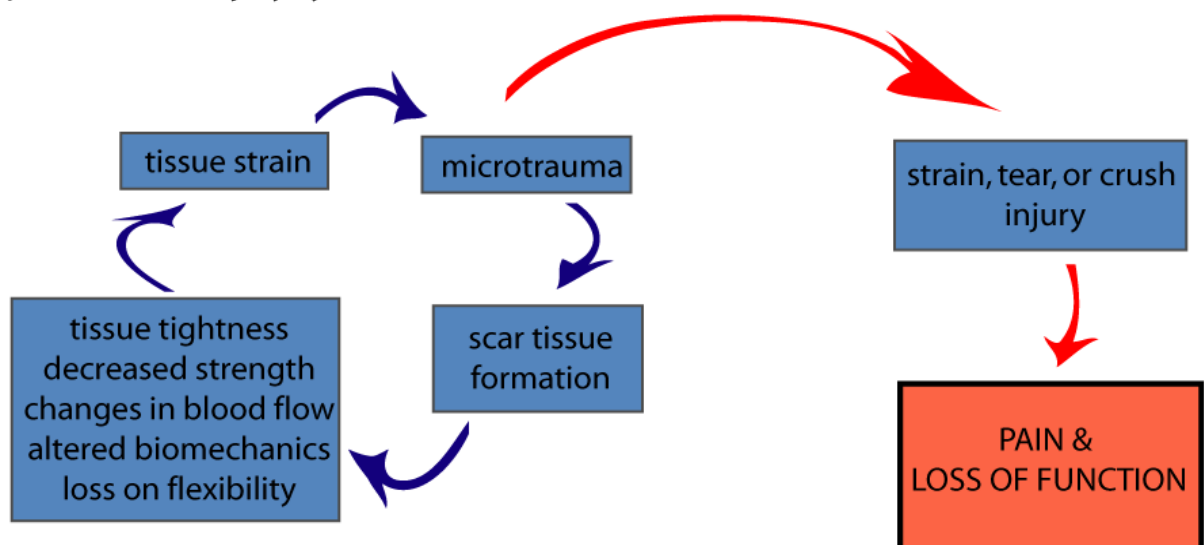 tissue strain
microtrauma
strain, tear, or crush
injury
scar tissue
formation
tissue tightness
decreased strength
changes in blood flow
altered biomechanics
loss on flexibility
PAIN &
LOSS OF FUNCTION